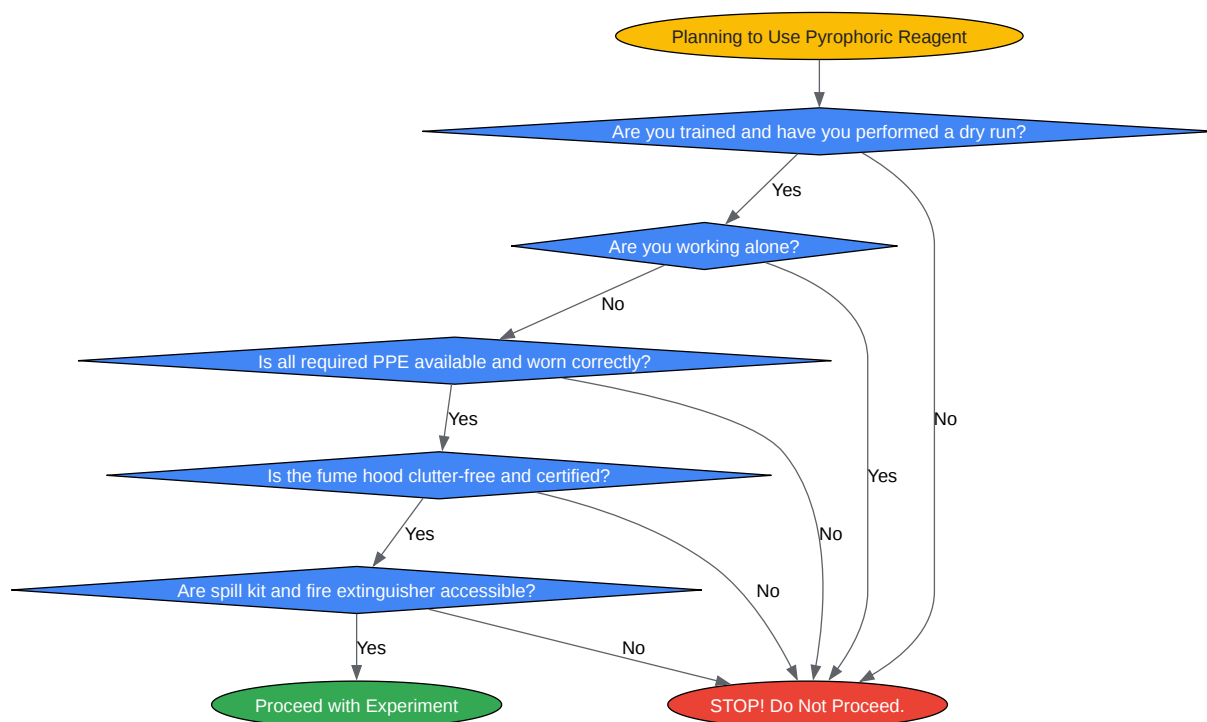 Planning to Use Pyrophoric Reagent
Are you trained and have you performed a dry run?
Yes
Are you working alone?
No
Is all required PPE available and worn correctly?
No
Yes
Is the fume hood clutter-free and certified?
Yes
Yes
No
Are spill kit and fire extinguisher accessible?
No
Yes
No
Proceed with Experiment
STOP! Do Not Proceed.